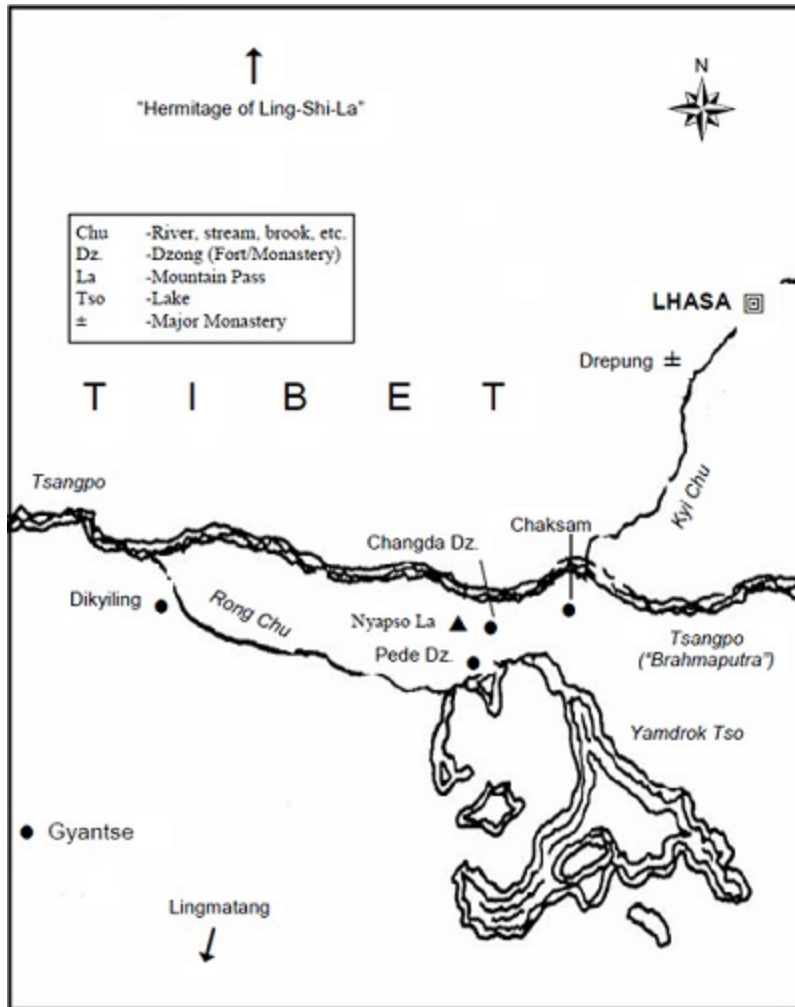 N
"Hermitage of Ling-Shi-La"
Chu -River, stream, brook, etc.
Dz. -Dzong (Fort/Monastery)
La -Mountain Pass
Tso -Lake
± -Major Monastery
LHASA
Drepung ±
T I B E T
Tsangpo
Kyi Chu
Chaksam
Changda Dz.
Dikyiling
Rong Chu
Nyapso La
Pede Dz.
Tsangpo
("Brahmaputra")
Yamdrok Tso
Gyantse
Lingmatang